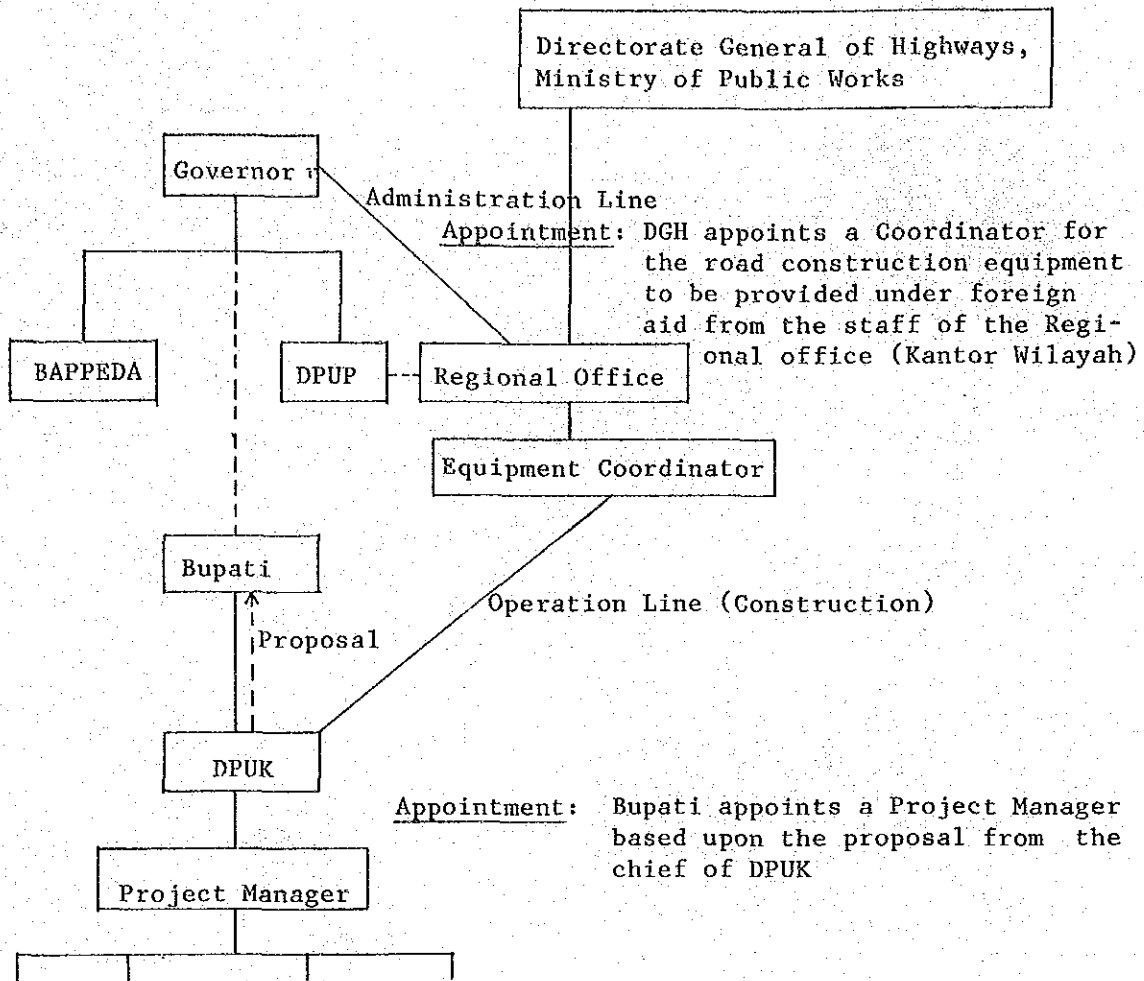 Directorate General of Highways,
Ministry of Public Works
Governor
Administration Line
Appointment: DGH appoints a Coordinator for
the road construction equipment
to be provided under foreign
aid from the staff of the Regi-
onal office (Kantor Wilayah)
BAPPEDA
DPUP
Regional Office
Equipment Coordinator
Bupati
Operation Line (Construction)
Proposal
DPUK
Appointment: Bupati appoints a Project Manager
based upon the proposal from the
chief of DPUK
Project Manager